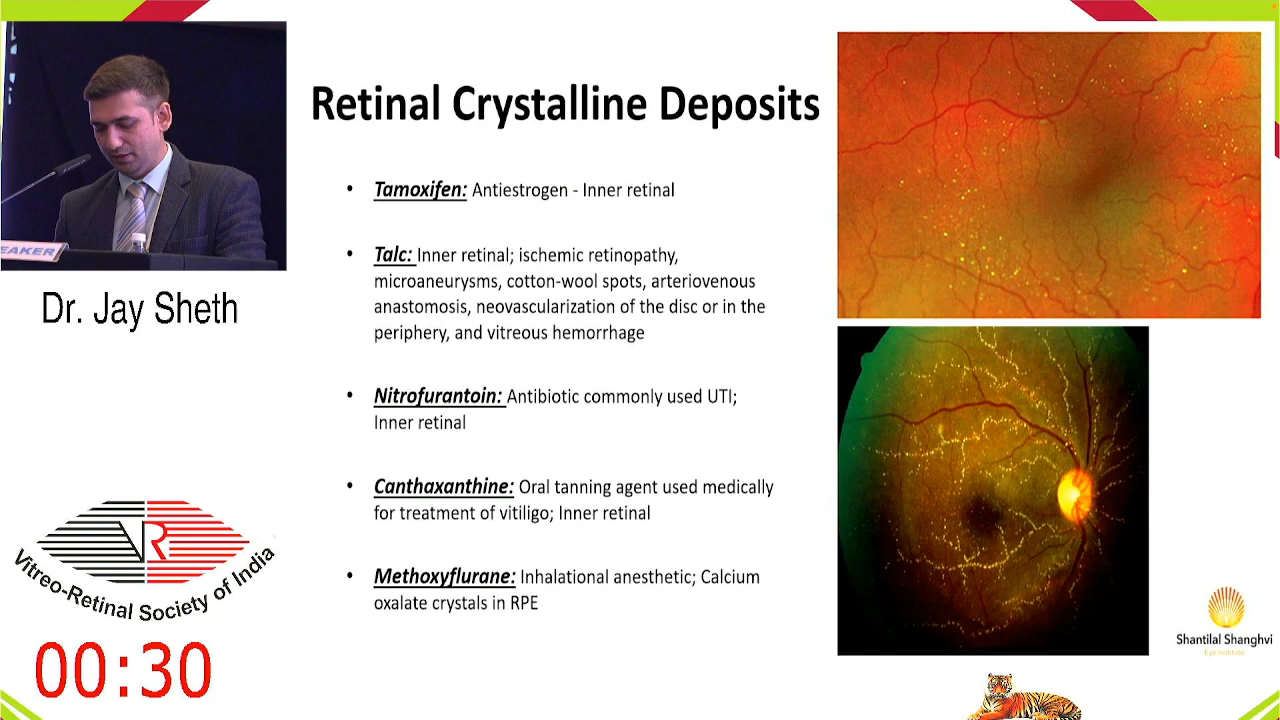 Retinal Crystalline Deposits
• Tamoxifen: Antiestrogen - Inner retinal
• Talc: Inner retinal; ischemic retinopathy,
microaneurysms, cotton-wool spots, arteriovenous
anastomosis, neovascularization of the disc or in the
periphery, and vitreous hemorrhage
• Nitrofurantoin: Antibiotic commonly used UTI;
Inner retinal
• Canthaxanthine: Oral tanning agent used medically
for treatment of vitiligo; Inner retinal
• Methoxyflurane: Inhalational anesthetic; Calcium
oxalate crystals in RPE
EAKER
Dr. Jay Sheth
VR
Vitreo-Retinal Society of India
00:30
Shantilal Shanghvi
Eye Institute